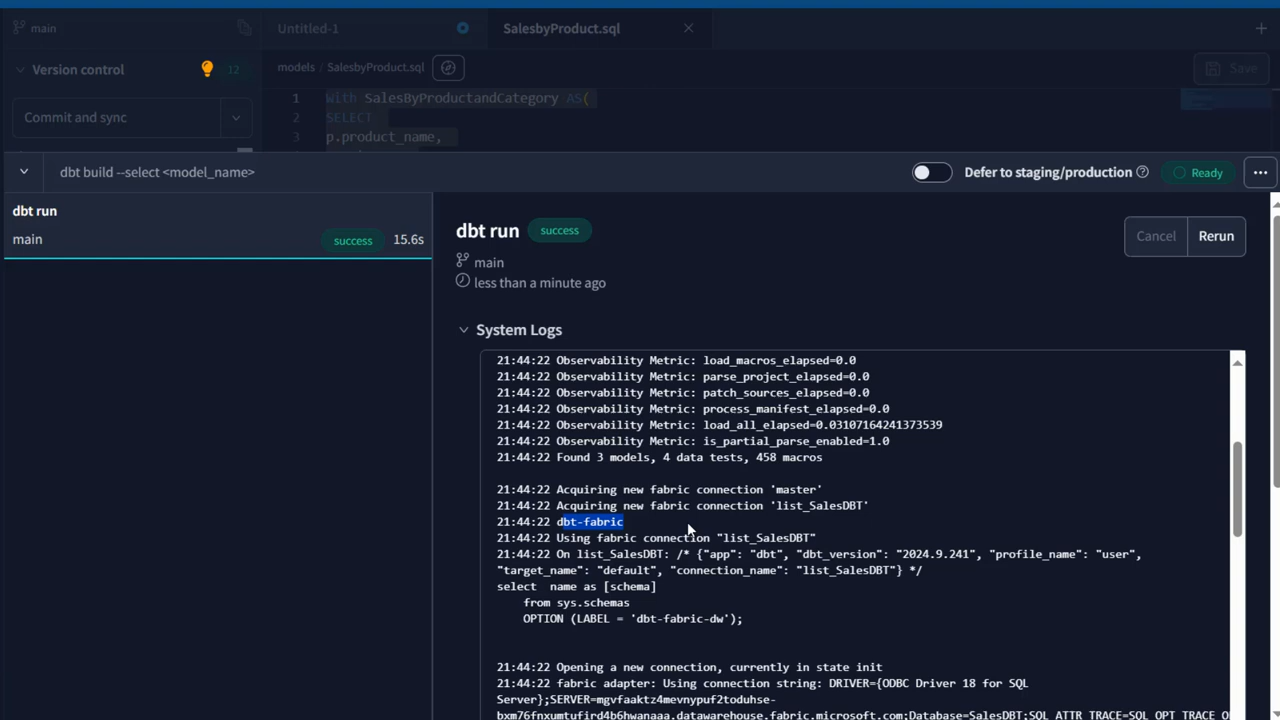 main
Untitled-1
SalesbyProduct.sql
Version control
12
models / SalesbyProduct.sql
Save
Commit and sync
1 With SalesByProductandCategory AS(
2 SELECT
3 p.product_name,
dbt build --select <model_name>
Defer to staging/production
Ready
dbt run
main
success
15.6s
dbt run
success
Cancel
Rerun
main
less than a minute ago
System Logs
21:44:22 Observability Metric: load_macros_elapsed=0.0
21:44:22 Observability Metric: parse_project_elapsed=0.0
21:44:22 Observability Metric: patch_sources_elapsed=0.0
21:44:22 Observability Metric: process_manifest_elapsed=0.0
21:44:22 Observability Metric: load_all_elapsed=0.03107164241373539
21:44:22 Observability Metric: is_partial_parse_enabled=1.0
21:44:22 Found 3 models, 4 data tests, 458 macros
21:44:22 Acquiring new fabric connection 'master'
21:44:22 Acquiring new fabric connection 'list_SalesDBT'
21:44:22 dbt-fabric
21:44:22 Using fabric connection "list_SalesDBT"
21:44:22 On list_SalesDBT: /* {"app": "dbt", "dbt_version": "2024.9.241", "profile_name": "user",
"target_name": "default", "connection_name": "list_SalesDBT"} */
select name as [schema]
from sys.schemas
OPTION (LABEL = 'dbt-fabric-dw');
21:44:22 Opening a new connection, currently in state init
21:44:22 fabric adapter: Using connection string: DRIVER={ODBC Driver 18 for SQL
Server};SERVER=mgvfaaktz4mevnypuf2toduhse-
bxm76fnxumtufird4b6hwanaaa.datawarehouse.fabric.microsoft.com;Database=SalesDBT;SQL_ATTR_TRACE=SQL_OPT_TRACE_O